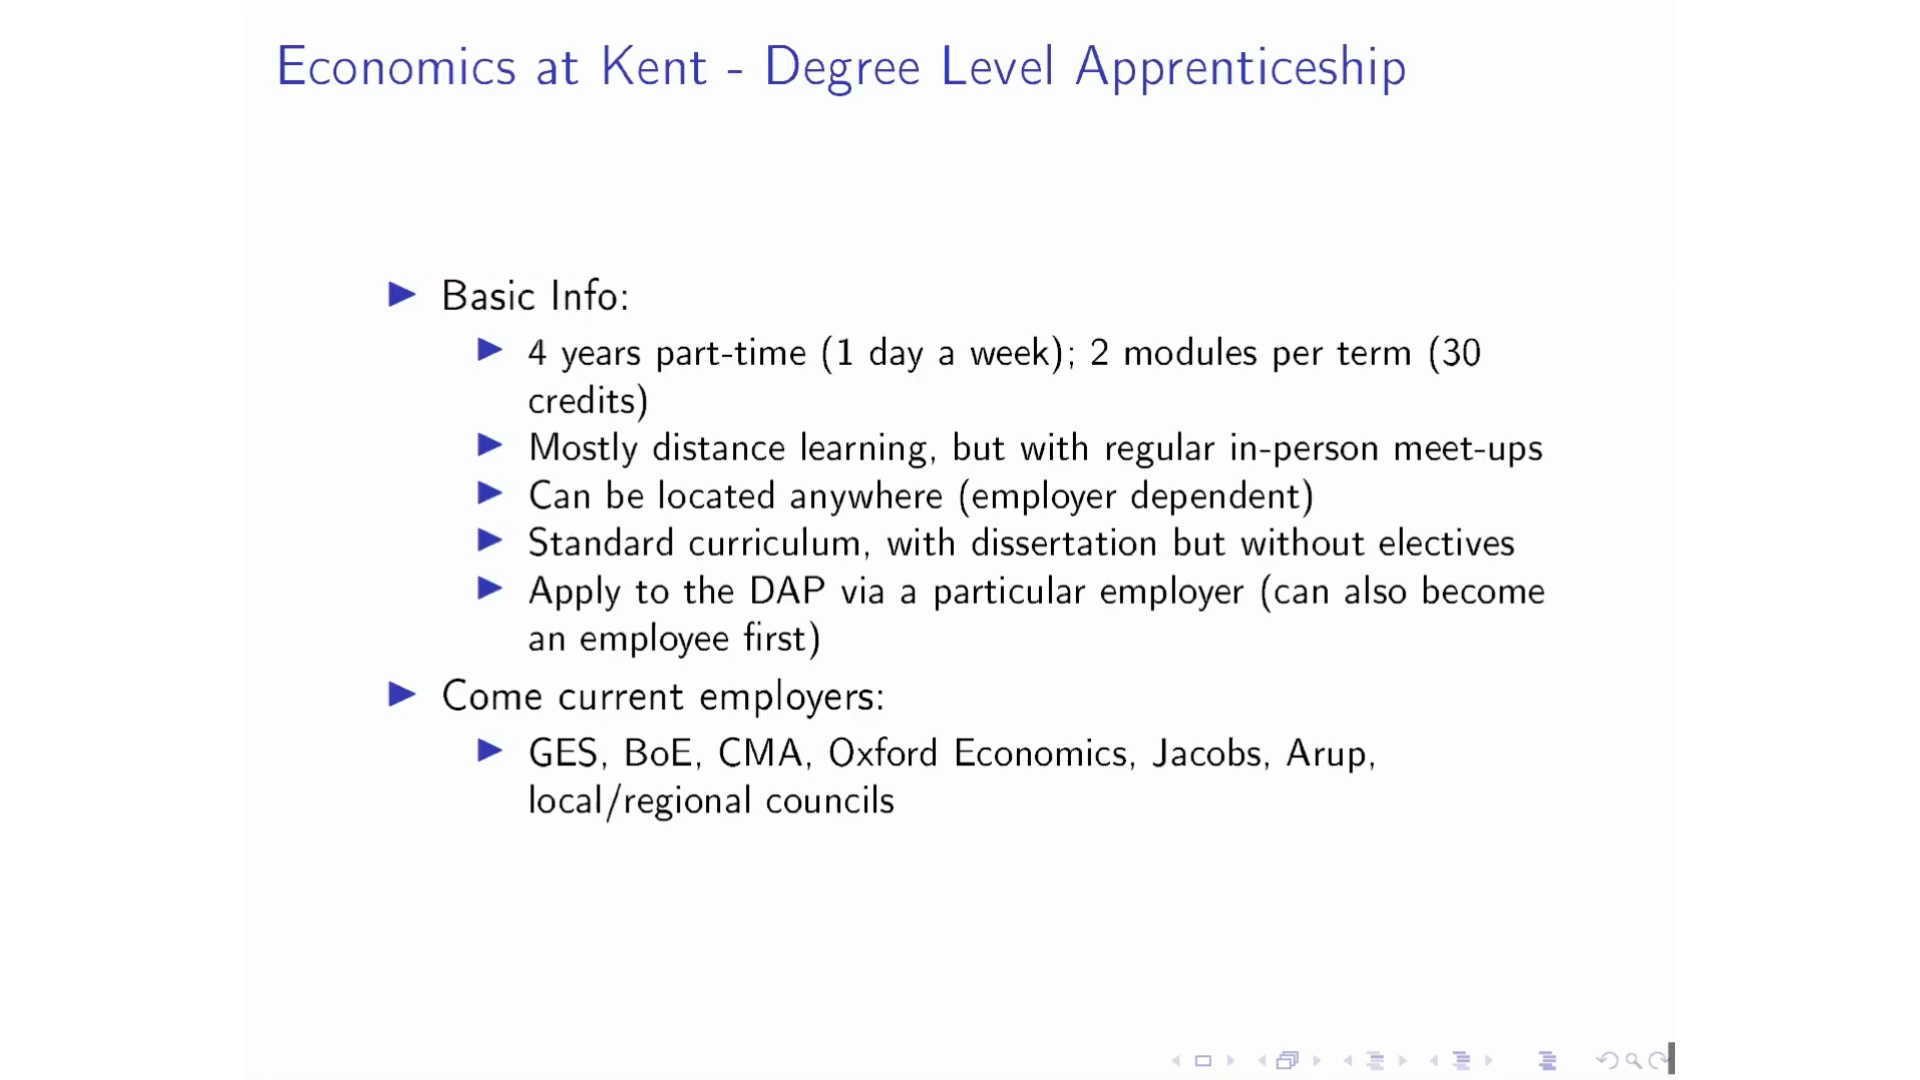 Economics at Kent - Degree Level Apprenticeship
Basic Info:
4 years part-time (1 day a week); 2 modules per term (30
credits)
Mostly distance learning, but with regular in-person meet-ups
Can be located anywhere (employer dependent)
Standard curriculum, with dissertation but without electives
Apply to the DAP via a particular employer (can also become
an employee first)
Come current employers:
GES, BoE, CMA, Oxford Economics, Jacobs, Arup,
local/regional councils